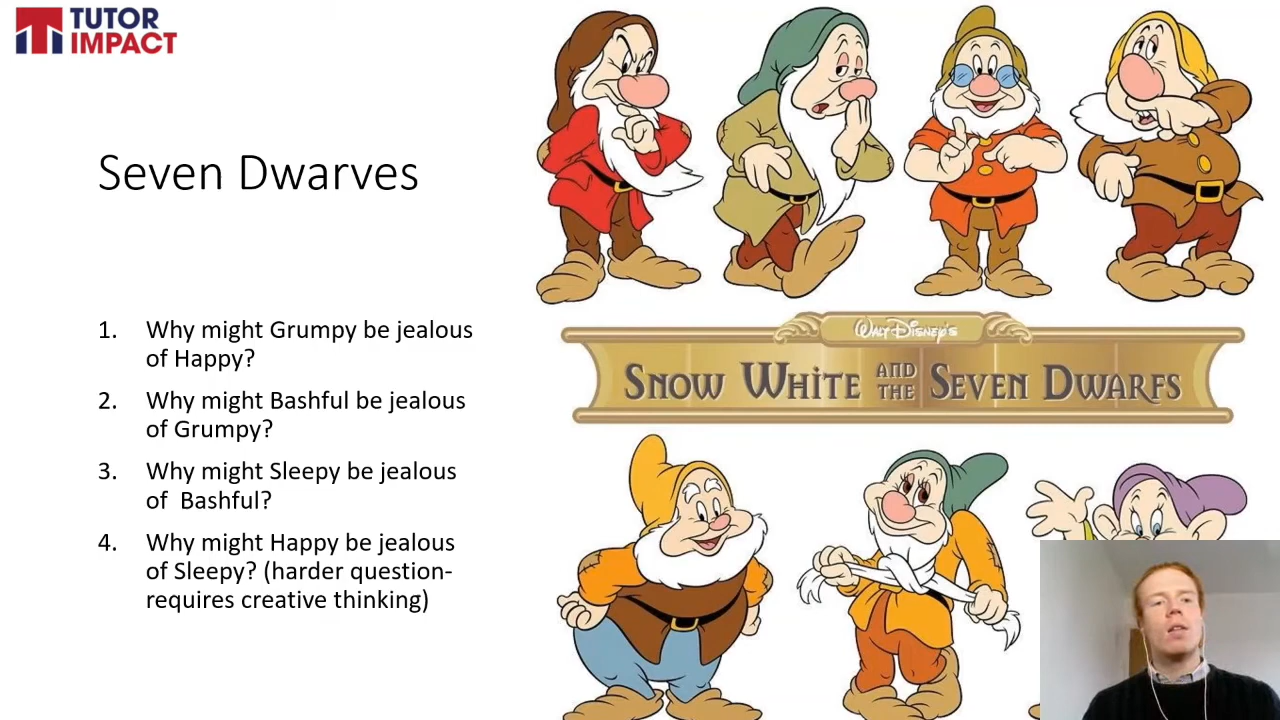 TUTOR
IMPACT
Seven Dwarves
1. Why might Grumpy be jealous
of Happy?
2. Why might Bashful be jealous
of Grumpy?
3. Why might Sleepy be jealous
of  Bashful?
4. Why might Happy be jealous
of Sleepy? (harder question-
requires creative thinking)
WALT DISNEY'S
SNOW WHITE AND THE SEVEN DWARFS